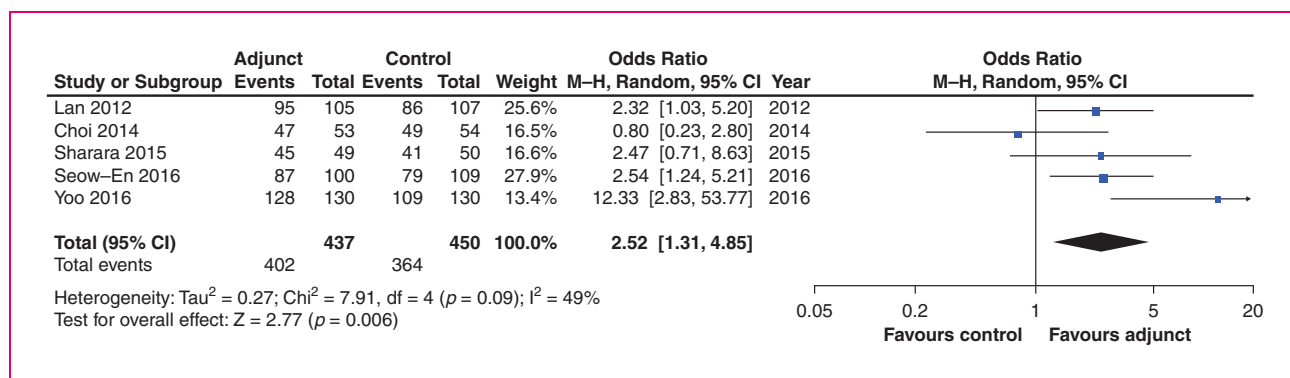 Adjunct Control Odds Ratio Odds Ratio
Study or Subgroup Events Total Events Total Weight M–H, Random, 95% CI Year M–H, Random, 95% CI
Lan 2012 95 105 86 107 25.6% 2.32 [1.03, 5.20] 2012
Choi 2014 47 53 49 54 16.5% 0.80 [0.23, 2.80] 2014
Sharara 2015 45 49 41 50 16.6% 2.47 [0.71, 8.63] 2015
Seow–En 2016 87 100 79 109 27.9% 2.54 [1.24, 5.21] 2016
Yoo 2016 128 130 109 130 13.4% 12.33 [2.83, 53.77] 2016
Total (95% CI) 437 450 100.0% 2.52 [1.31, 4.85]
Total events 402 364
Heterogeneity: Tau² = 0.27; Chi² = 7.91, df = 4 (p = 0.09); I² = 49%
Test for overall effect: Z = 2.77 (p = 0.006)
0.05 0.2 1 5 20
Favours control Favours adjunct